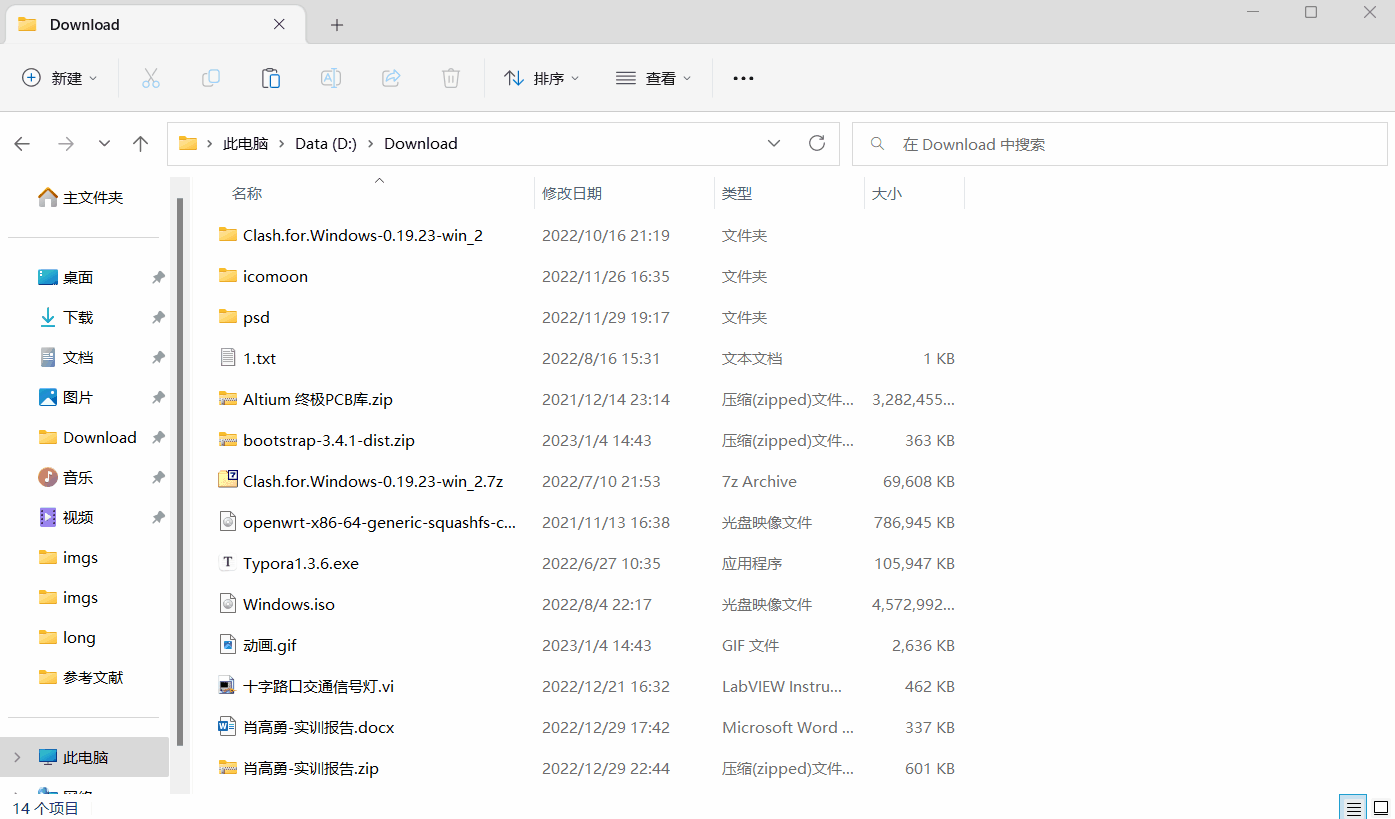 Download
新建
排序
查看
此电脑 Data (D:) Download
在 Download 中搜索
主文件夹
桌面
下载
文档
图片
Download
音乐
视频
imgs
imgs
long
参考文献
此电脑
名称 修改日期 类型 大小
Clash.for.Windows-0.19.23-win_2 2022/10/16 21:19 文件夹
icomoon 2022/11/26 16:35 文件夹
psd 2022/11/29 19:17 文件夹
1.txt 2022/8/16 15:31 文本文档 1 KB
Altium 终极PCB库.zip 2021/12/14 23:14 压缩(zipped)文件... 3,282,455...
bootstrap-3.4.1-dist.zip 2023/1/4 14:43 压缩(zipped)文件... 363 KB
Clash.for.Windows-0.19.23-win_2.7z 2022/7/10 21:53 7z Archive 69,608 KB
openwrt-x86-64-generic-squashfs-c... 2021/11/13 16:38 光盘映像文件 786,945 KB
Typora1.3.6.exe 2022/6/27 10:35 应用程序 105,947 KB
Windows.iso 2022/8/4 22:17 光盘映像文件 4,572,992...
动画.gif 2023/1/4 14:43 GIF 文件 2,636 KB
十字路口交通信号灯.vi 2022/12/21 16:32 LabVIEW Instru... 462 KB
肖高勇-实训报告.docx 2022/12/29 17:42 Microsoft Word ... 337 KB
肖高勇-实训报告.zip 2022/12/29 22:44 压缩(zipped)文件... 601 KB
14 个项目